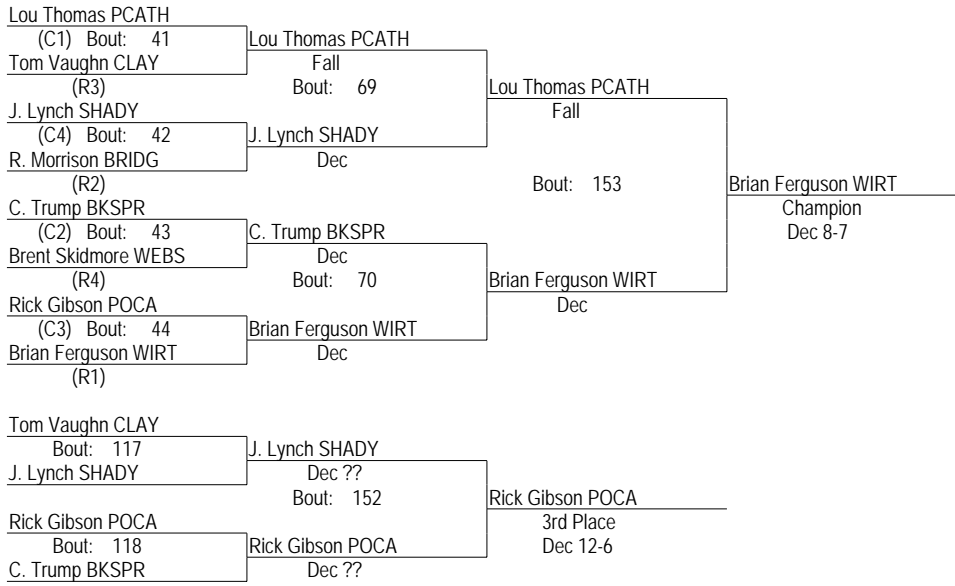 Lou Thomas PCATH
(C1) Bout: 41
Lou Thomas PCATH
Tom Vaughn CLAY
Fall
(R3)
Bout: 69
Lou Thomas PCATH
J. Lynch SHADY
Fall
(C4) Bout: 42
J. Lynch SHADY
R. Morrison BRIDG
Dec
(R2)
Bout: 153
Brian Ferguson WIRT
C. Trump BKSPR
Champion
(C2) Bout: 43
C. Trump BKSPR
Dec 8-7
Brent Skidmore WEBS
Dec
(R4)
Bout: 70
Brian Ferguson WIRT
Rick Gibson POCA
Dec
(C3) Bout: 44
Brian Ferguson WIRT
Brian Ferguson WIRT
Dec
(R1)
Tom Vaughn CLAY
Bout: 117
J. Lynch SHADY
J. Lynch SHADY
Dec ??
Bout: 152
Rick Gibson POCA
Rick Gibson POCA
3rd Place
Bout: 118
Rick Gibson POCA
Dec 12-6
C. Trump BKSPR
Dec ??